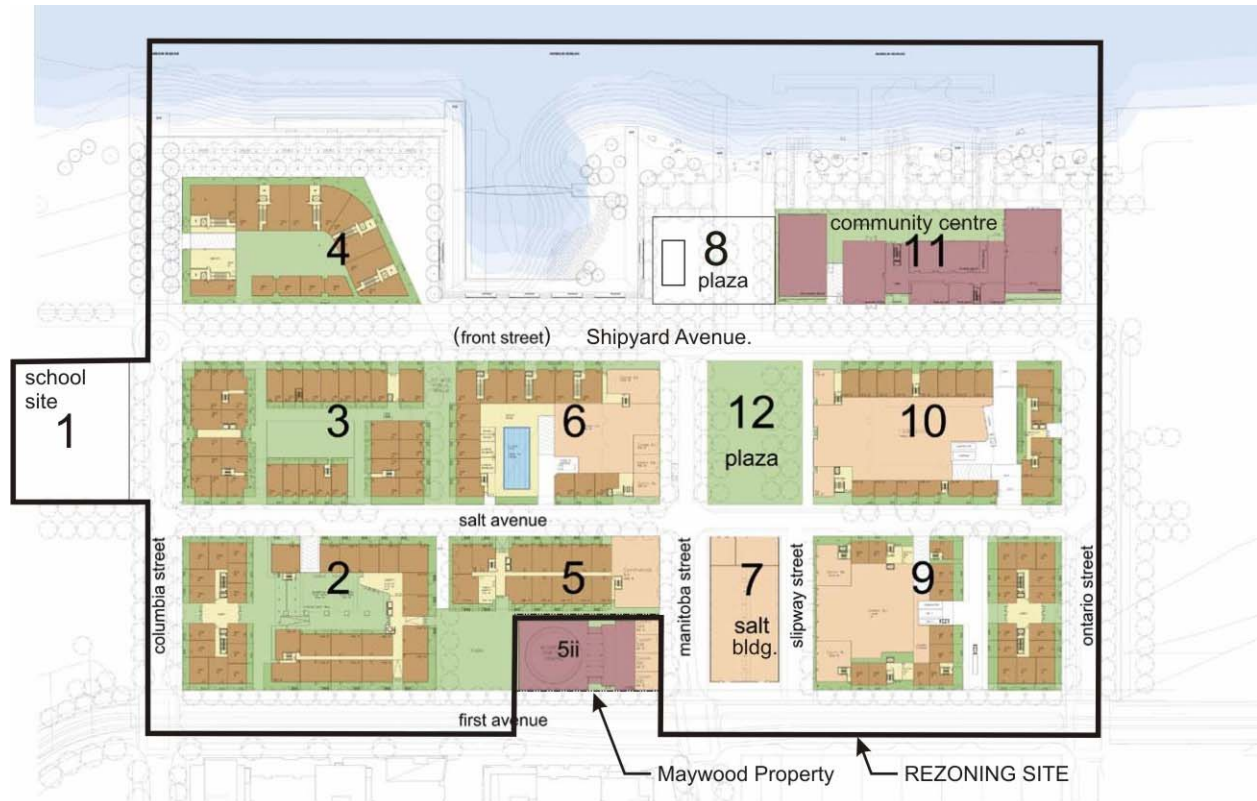 community centre
4
8
plaza
11
(front street) Shipyard Avenue.
school
site
1
3
6
12
plaza
10
salt avenue
columbia street
2
5
manitoba street
7
salt
bldg.
slipway street
9
ontario street
5ii
first avenue
Maywood Property
REZONING SITE